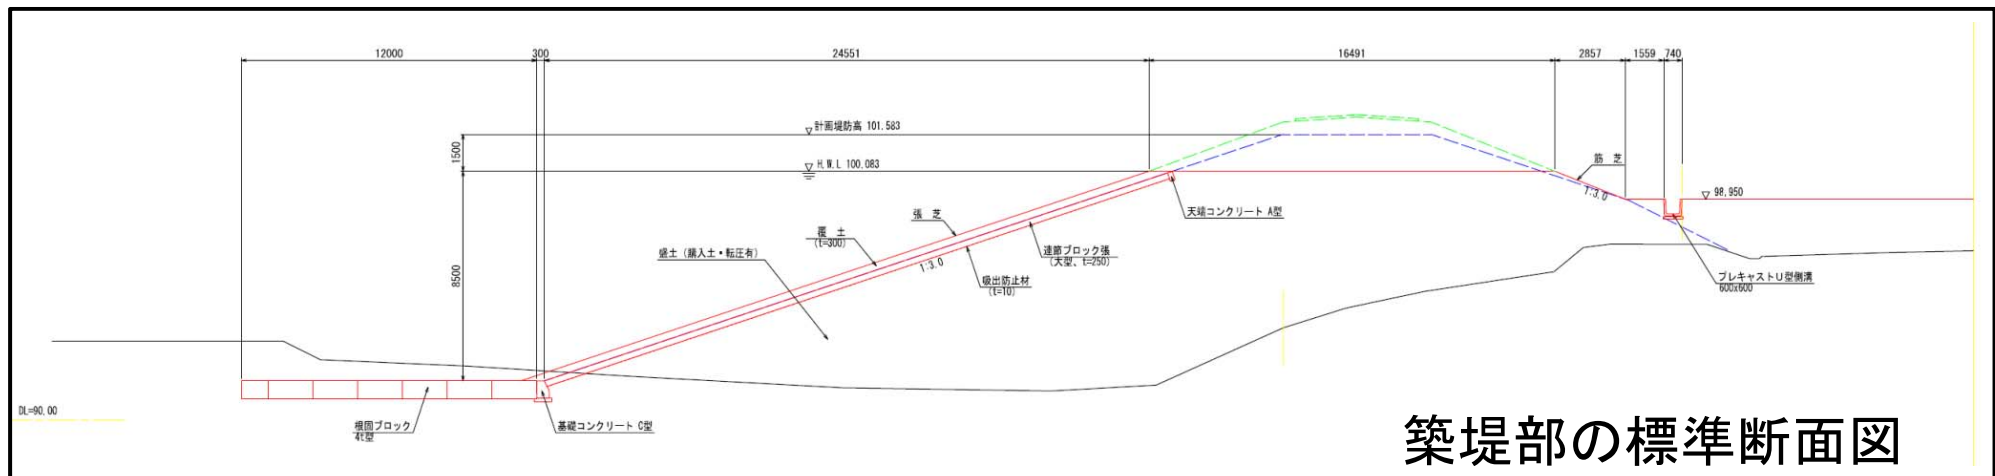 12000
300
24551
16491
2857
1559
740
計画堤防高 101.583
1500
H.W.L 100.083
筋 芝
1:3.0
98.950
張 芝
天端コンクリート A型
覆 土
(t=300)
連節ブロック張
(大型、t=250)
盛土(購入土・転圧有)
1:3.0
吸出防止材
(t=10)
8500
プレキャストU型側溝
600x600
DL=90.00
根固ブロック
4t型
基礎コンクリート C型
築堤部の標準断面図